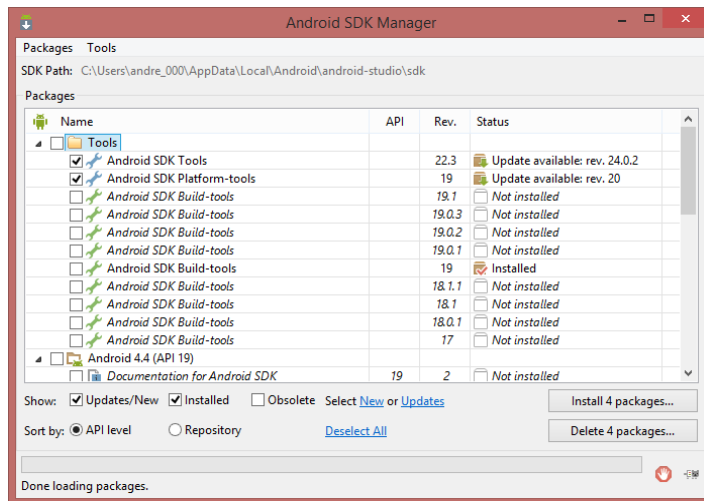 Android SDK Manager
Packages Tools
SDK Path: C:\Users\andre_000\AppData\Local\Android\android-studio\sdk
Packages
Name API Rev. Status
Tools
Android SDK Tools 22.3 Update available: rev. 24.0.2
Android SDK Platform-tools 19 Update available: rev. 20
Android SDK Build-tools 19.1 Not installed
Android SDK Build-tools 19.0.3 Not installed
Android SDK Build-tools 19.0.2 Not installed
Android SDK Build-tools 19.0.1 Not installed
Android SDK Build-tools 19 Installed
Android SDK Build-tools 18.1.1 Not installed
Android SDK Build-tools 18.1 Not installed
Android SDK Build-tools 18.0.1 Not installed
Android SDK Build-tools 17 Not installed
Android 4.4 (API 19)
Documentation for Android SDK 19 2 Not installed
Show: Updates/New Installed Obsolete Select New or Updates Install 4 packages...
Sort by: API level Repository Deselect All Delete 4 packages...
Done loading packages.